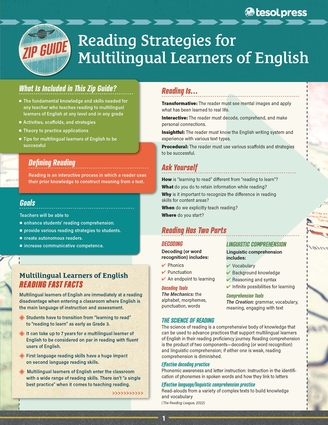 tesolpress
ZIP GUIDE
Reading Strategies for
Multilingual Learners of English
What Is Included in This Zip Guide?
The fundamental knowledge and skills needed for
any teacher who teaches reading to multilingual
learners of English at any level and in any grade
Activities, scaffolds, and strategies
Theory to practice applications
Tips for multilingual learners of English to be
successful
Defining Reading
Reading is an interactive process in which a reader uses
their prior knowledge to construct meaning from a text.
Goals
Teachers will be able to
enhance students' reading comprehension.
provide various reading strategies to students.
create autonomous readers.
increase communicative competence.
Multilingual Learners of English
READING FAST FACTS
Multilingual learners of English are immediately at a reading
disadvantage when entering a classroom where English is
the main language of instruction and assessment.
Students have to transition from "learning to read"
to "reading to learn" as early as Grade 3.
It can take up to 7 years for a multilingual learner of
English to be considered on par in reading with fluent
users of English.
First language reading skills have a huge impact
on second language reading skills.
Multilingual learners of English enter the classroom
with a wide range of reading skills. There isn't "a single
best practice" when it comes to teaching reading.
Reading Is...
Transformative: The reader must see mental images and apply
what has been learned to real life.
Interactive: The reader must decode, comprehend, and make
personal connections.
Insightful: The reader must know the English writing system and
experience with various text types.
Procedural: The reader must use various scaffolds and strategies
to be successful.
Ask Yourself
How is "learning to read" different from "reading to learn"?
What do you do to retain information while reading?
Why is it important to recognize the difference in reading
skills for content areas?
When do we explicitly teach reading?
Where do you start?
Reading Has Two Parts
DECODING
Decoding (or word
recognition) includes:
✓ Phonics
✓ Punctuation
✓ An endpoint to learning
Decoding Tools
The Mechanics: the
alphabet, morphemes,
punctuation, words
LINGUISTIC COMPREHENSION
Linguistic comprehension
includes:
✓ Vocabulary
✓ Background knowledge
✓ Reasoning and syntax
✓ Infinite possibilities for learning
Comprehension Tools
The Creation: grammar, vocabulary,
meaning, engaging with text
THE SCIENCE OF READING
The science of reading is a comprehensive body of knowledge that
can be used to advance practices that support multilingual learners
of English in their reading proficiency journey. Reading comprehension
is the product of two components—decoding (or word recognition)
and linguistic comprehension; if either one is weak, reading
comprehension is diminished.
Effective decoding practice
Phonemic awareness and letter instruction: Instruction in the identifi-
cation of phonemes in spoken words and how they link to letters
Effective language/linguistic comprehension practice
Read-alouds from a variety of complex texts to build knowledge
and vocabulary
(The Reading League, 2022)
1